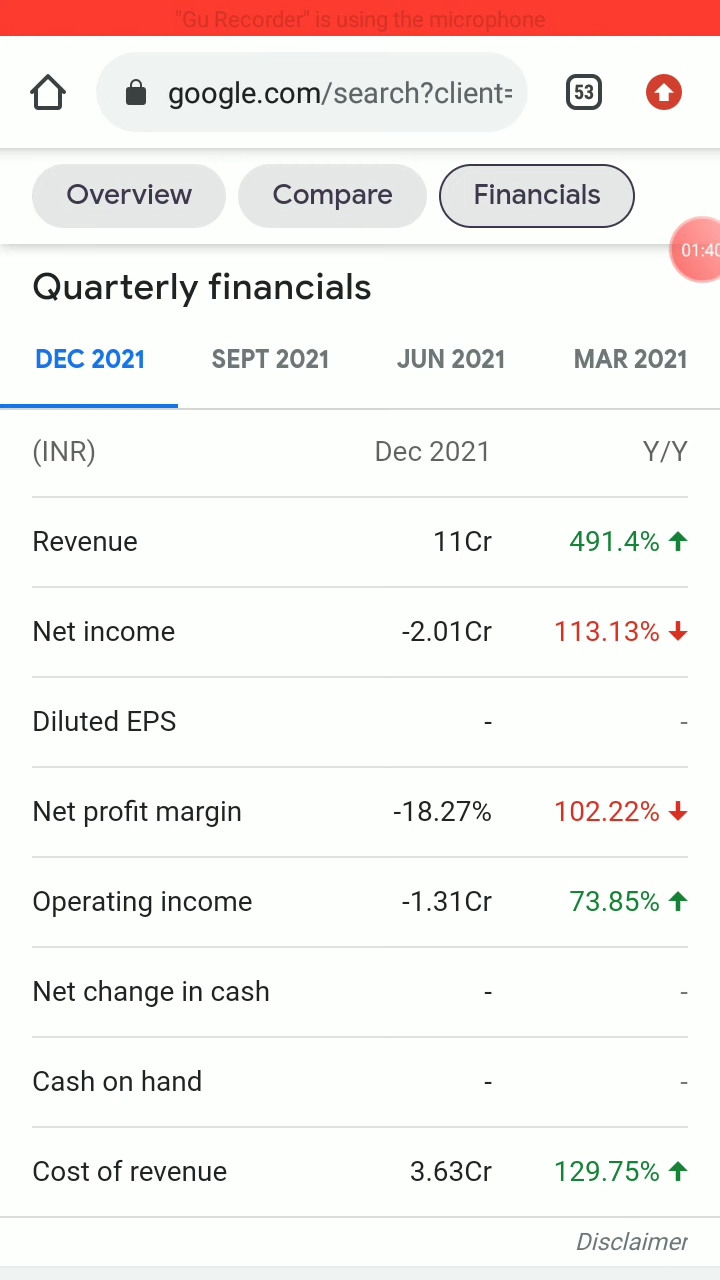 "Gu Recorder" is using the microphone
google.com/search?client=
53
Overview Compare Financials
01:40
Quarterly financials
DEC 2021 SEPT 2021 JUN 2021 MAR 2021
(INR) Dec 2021 Y/Y
Revenue 11Cr 491.4%
Net income -2.01Cr 113.13%
Diluted EPS - -
Net profit margin -18.27% 102.22%
Operating income -1.31Cr 73.85%
Net change in cash - -
Cash on hand - -
Cost of revenue 3.63Cr 129.75%
Disclaimer